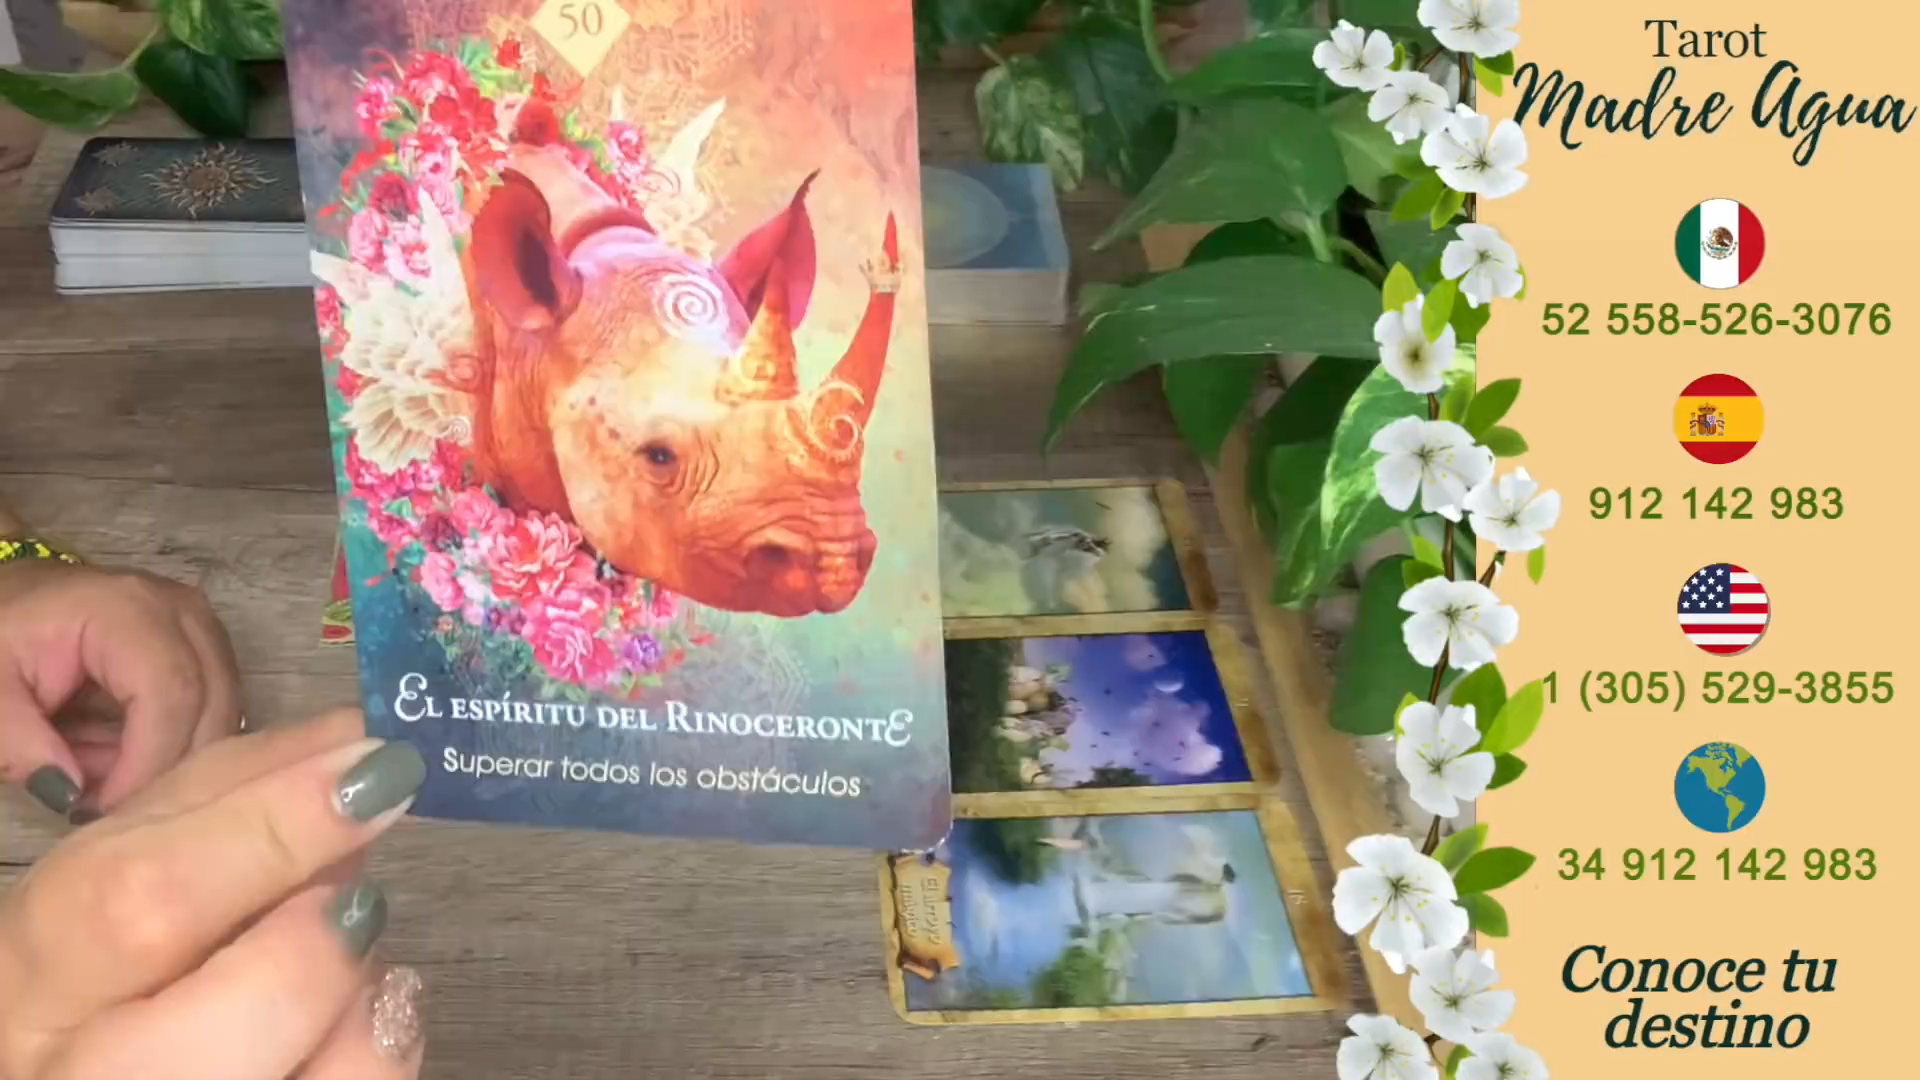 50
El espíritu del Rinoceronte
Superar todos los obstáculos
Tarot
Madre Agua
52 558-526-3076
912 142 983
1 (305) 529-3855
34 912 142 983
Conoce tu
destino